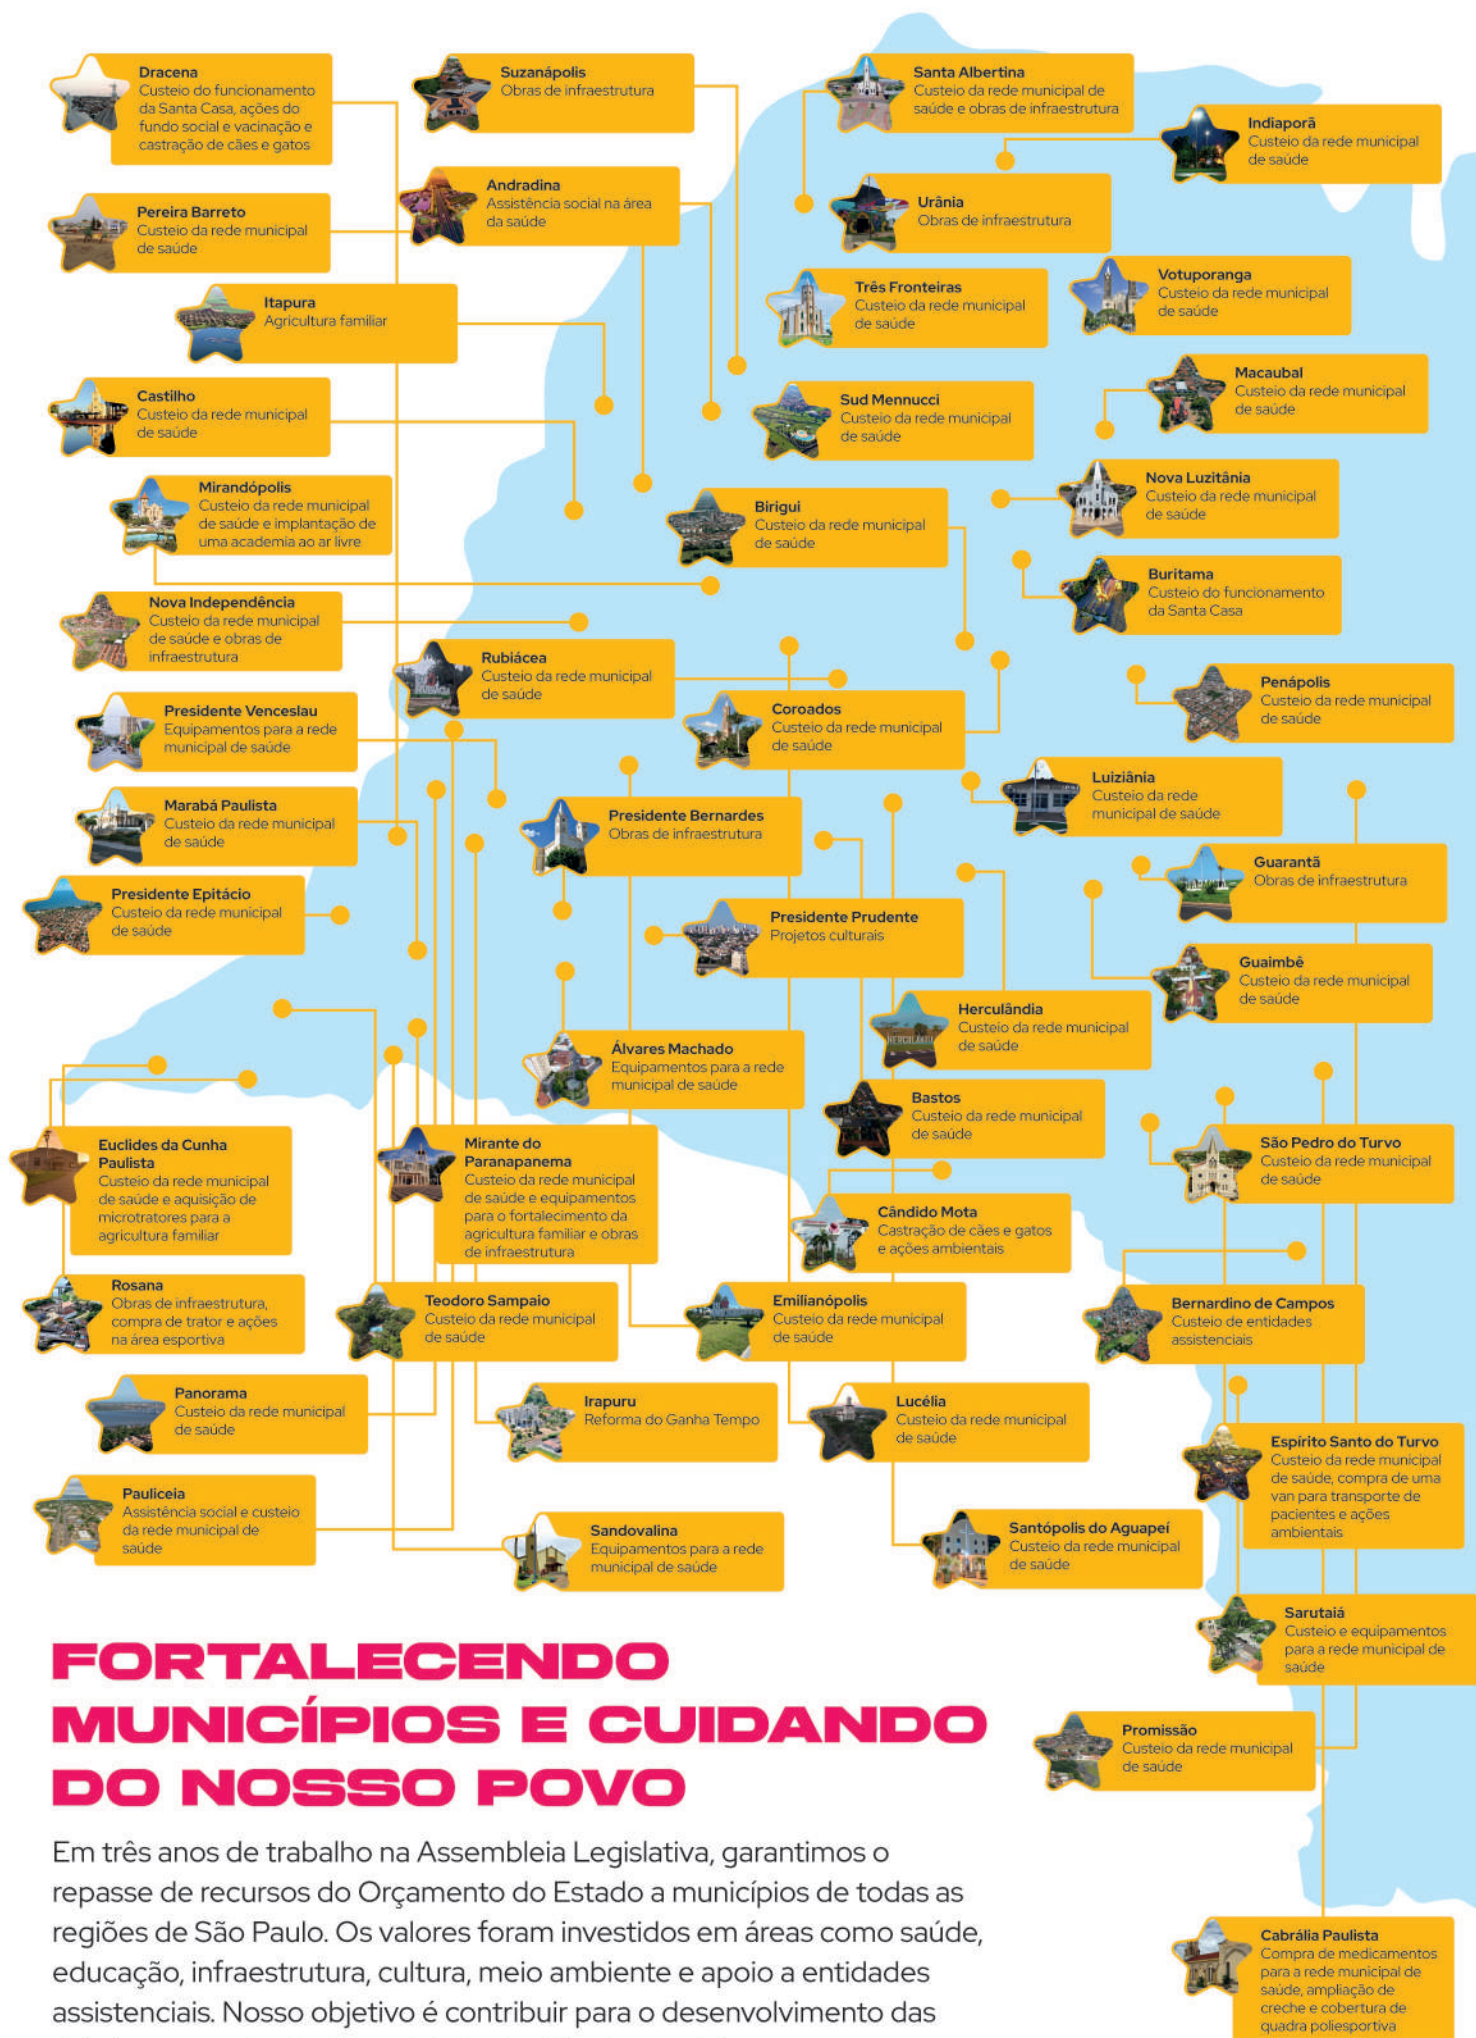 Dracena
Custeio do funcionamento
da Santa Casa, ações do
fundo social e vacinação e
castração de cães e gatos
Suzanápolis
Obras de infraestrutura
Santa Albertina
Custeio da rede municipal de
saúde e obras de infraestrutura
Indiaporã
Custeio da rede municipal
de saúde
Pereira Barreto
Custeio da rede municipal
de saúde
Andradina
Assistência social na área
da saúde
Urânia
Obras de infraestrutura
Itapura
Agricultura familiar
Três Fronteiras
Custeio da rede municipal
de saúde
Votuporanga
Custeio da rede municipal
de saúde
Castilho
Custeio da rede municipal
de saúde
Sud Mennucci
Custeio da rede municipal
de saúde
Macaubal
Custeio da rede municipal
de saúde
Mirandópolis
Custeio da rede municipal
de saúde e implantação de
uma academia ao ar livre
Birigui
Custeio da rede municipal
de saúde
Nova Luzitânia
Custeio da rede municipal
de saúde
Buritama
Custeio do funcionamento
da Santa Casa
Nova Independência
Custeio da rede municipal
de saúde e obras de
infraestrutura
Rubiácea
Custeio da rede municipal
de saúde
Penápolis
Custeio da rede municipal
de saúde
Presidente Venceslau
Equipamentos para a rede
municipal de saúde
Coroados
Custeio da rede municipal
de saúde
Luiziânia
Custeio da rede
municipal de saúde
Marabá Paulista
Custeio da rede municipal
de saúde
Presidente Bernardes
Obras de infraestrutura
Guarantã
Obras de infraestrutura
Presidente Epitácio
Custeio da rede municipal
de saúde
Presidente Prudente
Projetos culturais
Guaimbê
Custeio da rede municipal
de saúde
Herculândia
Custeio da rede municipal
de saúde
Álvares Machado
Equipamentos para a rede
municipal de saúde
Bastos
Custeio da rede municipal
de saúde
Euclides da Cunha
Paulista
Custeio da rede municipal
de saúde e aquisição de
microtratores para a
agricultura familiar
Mirante do
Paranapanema
Custeio da rede municipal
de saúde e equipamentos
para o fortalecimento da
agricultura familiar e obras
de infraestrutura
São Pedro do Turvo
Custeio da rede municipal
de saúde
Cândido Mota
Castração de cães e gatos
e ações ambientais
Rosana
Obras de infraestrutura,
compra de trator e ações
na área esportiva
Teodoro Sampaio
Custeio da rede municipal
de saúde
Emilianópolis
Custeio da rede municipal
de saúde
Bernardino de Campos
Custeio de entidades
assistenciais
Panorama
Custeio da rede municipal
de saúde
Irapuru
Reforma do Ganha Tempo
Lucélia
Custeio da rede municipal
de saúde
Espírito Santo do Turvo
Custeio da rede municipal
de saúde, compra de uma
van para transporte de
pacientes e ações
ambientais
Pauliceia
Assistência social e custeio
da rede municipal de
saúde
Sandovalina
Equipamentos para a rede
municipal de saúde
Santópolis do Aguapeí
Custeio da rede municipal
de saúde
Sarutaiá
Custeio e equipamentos
para a rede municipal de
saúde
FORTALECENDO
MUNICÍPIOS E CUIDANDO
DO NOSSO POVO
Promissão
Custeio da rede municipal
de saúde
Em três anos de trabalho na Assembleia Legislativa, garantimos o
repasse de recursos do Orçamento do Estado a municípios de todas as
regiões de São Paulo. Os valores foram investidos em áreas como saúde,
educação, infraestrutura, cultura, meio ambiente e apoio a entidades
assistenciais. Nosso objetivo é contribuir para o desenvolvimento das
Cabrália Paulista
Compra de medicamentos
para a rede municipal de
saúde, ampliação de
creche e cobertura de
quadra poliesportiva